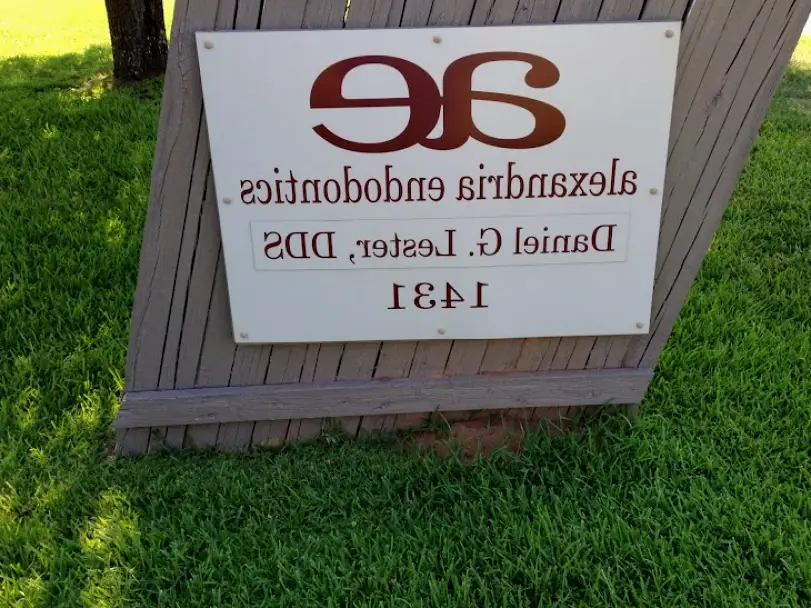 ae
alexandria endodontics
Daniel G. Lester, DDS
1431